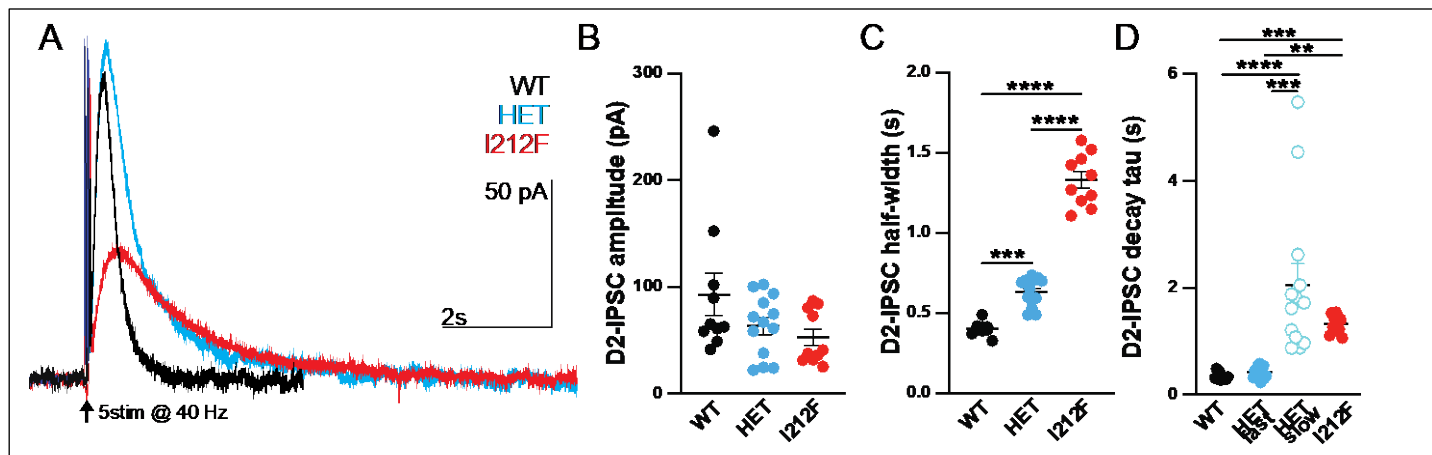 A
WT
HET
I212F
50 pA
2s
5stim @ 40 Hz
B
D2-IPSC amplitude (pA)
300
200
100
0
WT
HET
I212F
C
D2-IPSC half-width (s)
2.0
1.5
1.0
0.5
0.0
****
****
***
WT
HET
I212F
D
D2-IPSC decay tau (s)
6
4
2
0
***
**
****
***
WT
HET
fast
HET
slow
I212F